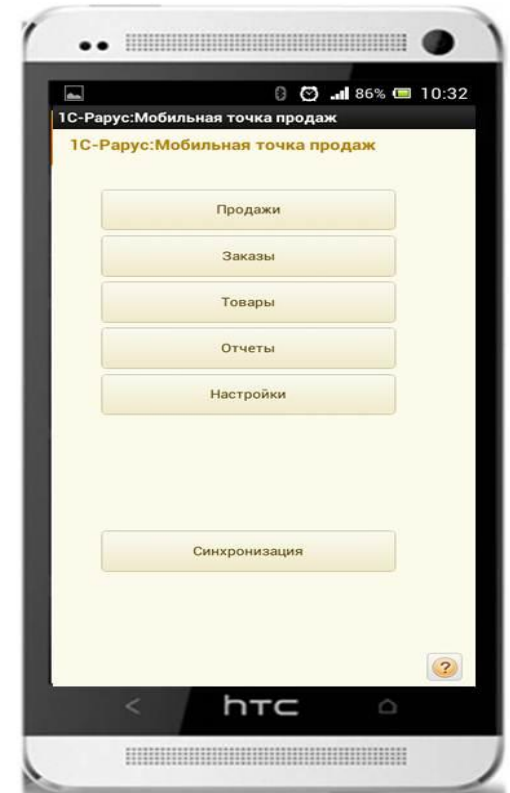 86% 10:32
1С-Рарус:Мобильная точка продаж
1С-Рарус:Мобильная точка продаж
Продажи
Заказы
Товары
Отчеты
Настройки
Синхронизация
?
hTC